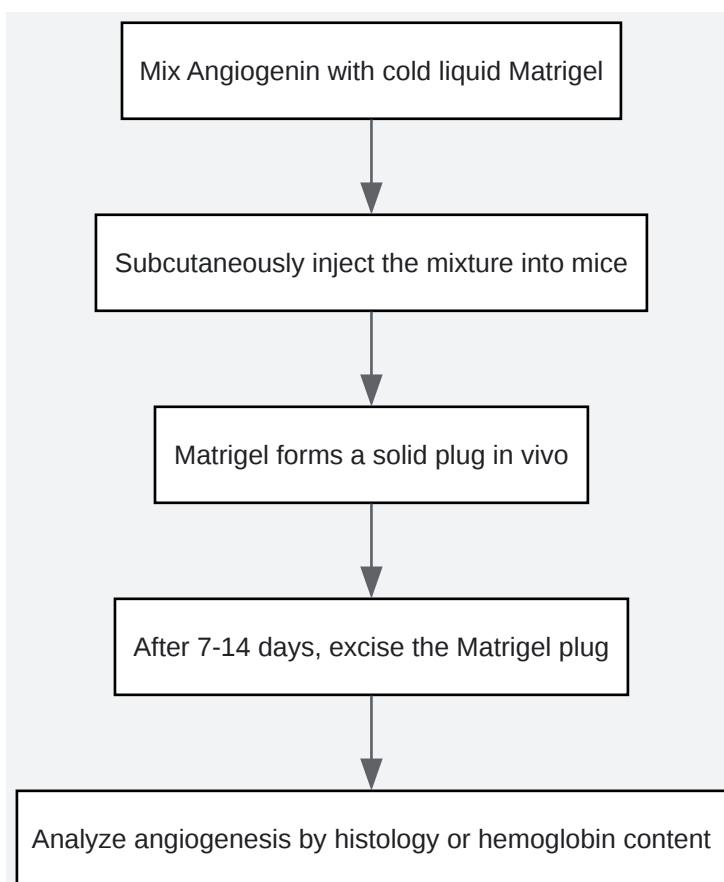 Mix Angiogenin with cold liquid Matrigel
Subcutaneously inject the mixture into mice
Matrigel forms a solid plug in vivo
After 7-14 days, excise the Matrigel plug
Analyze angiogenesis by histology or hemoglobin content